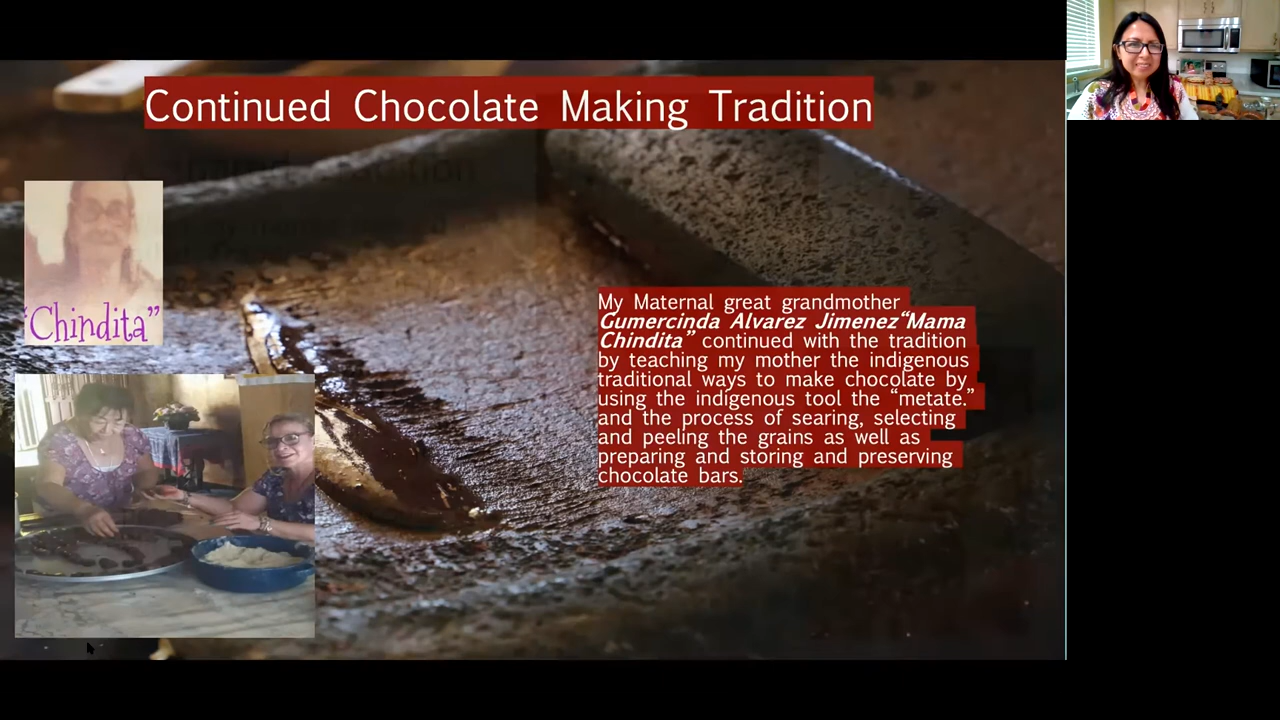 Continued Chocolate Making Tradition
"Chindita"
My Maternal great grandmother
Gumercinda Alvarez Jimenez“Mama
Chindita” continued with the tradition
by teaching my mother the indigenous
traditional ways to make chocolate by
using the indigenous tool the “metate.”
and the process of searing, selecting
and peeling the grains as well as
preparing and storing and preserving
chocolate bars.